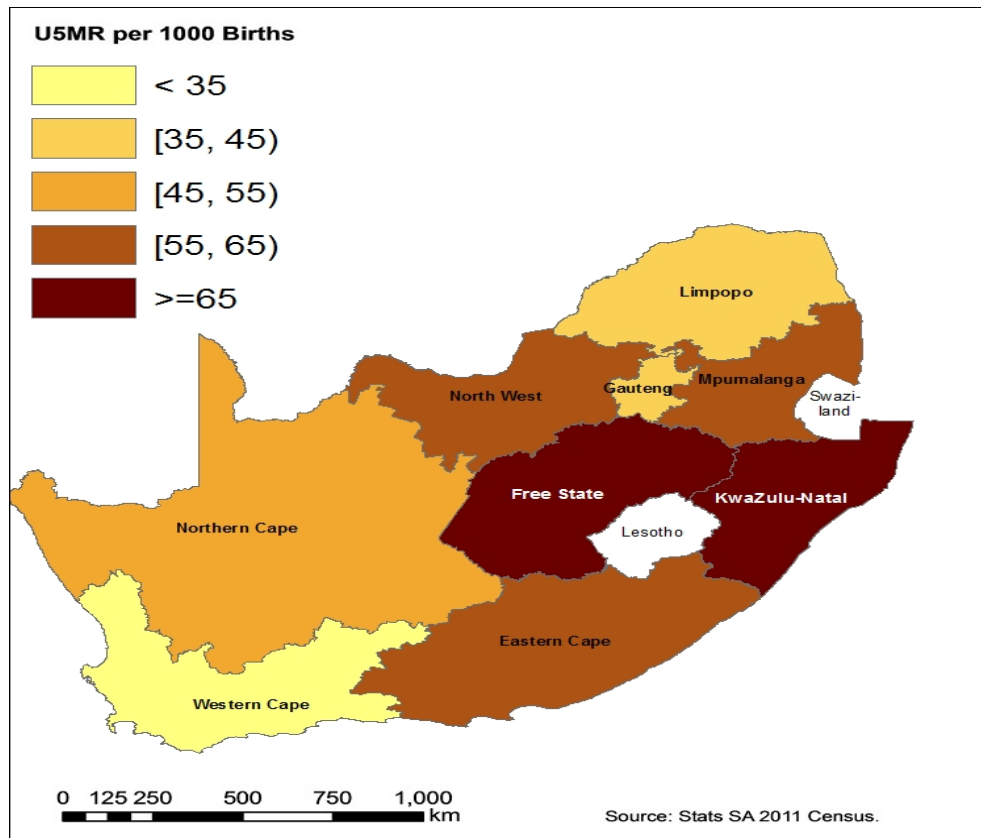 U5MR per 1000 Births
< 35
[35, 45)
[45, 55)
[55, 65)
>=65
Limpopo
Gauteng
Mpumalanga
North West
Swazi-
land
Free State
KwaZulu-Natal
Lesotho
Northern Cape
Eastern Cape
Western Cape
0 125 250 500 750 1,000
km
Source: Stats SA 2011 Census.